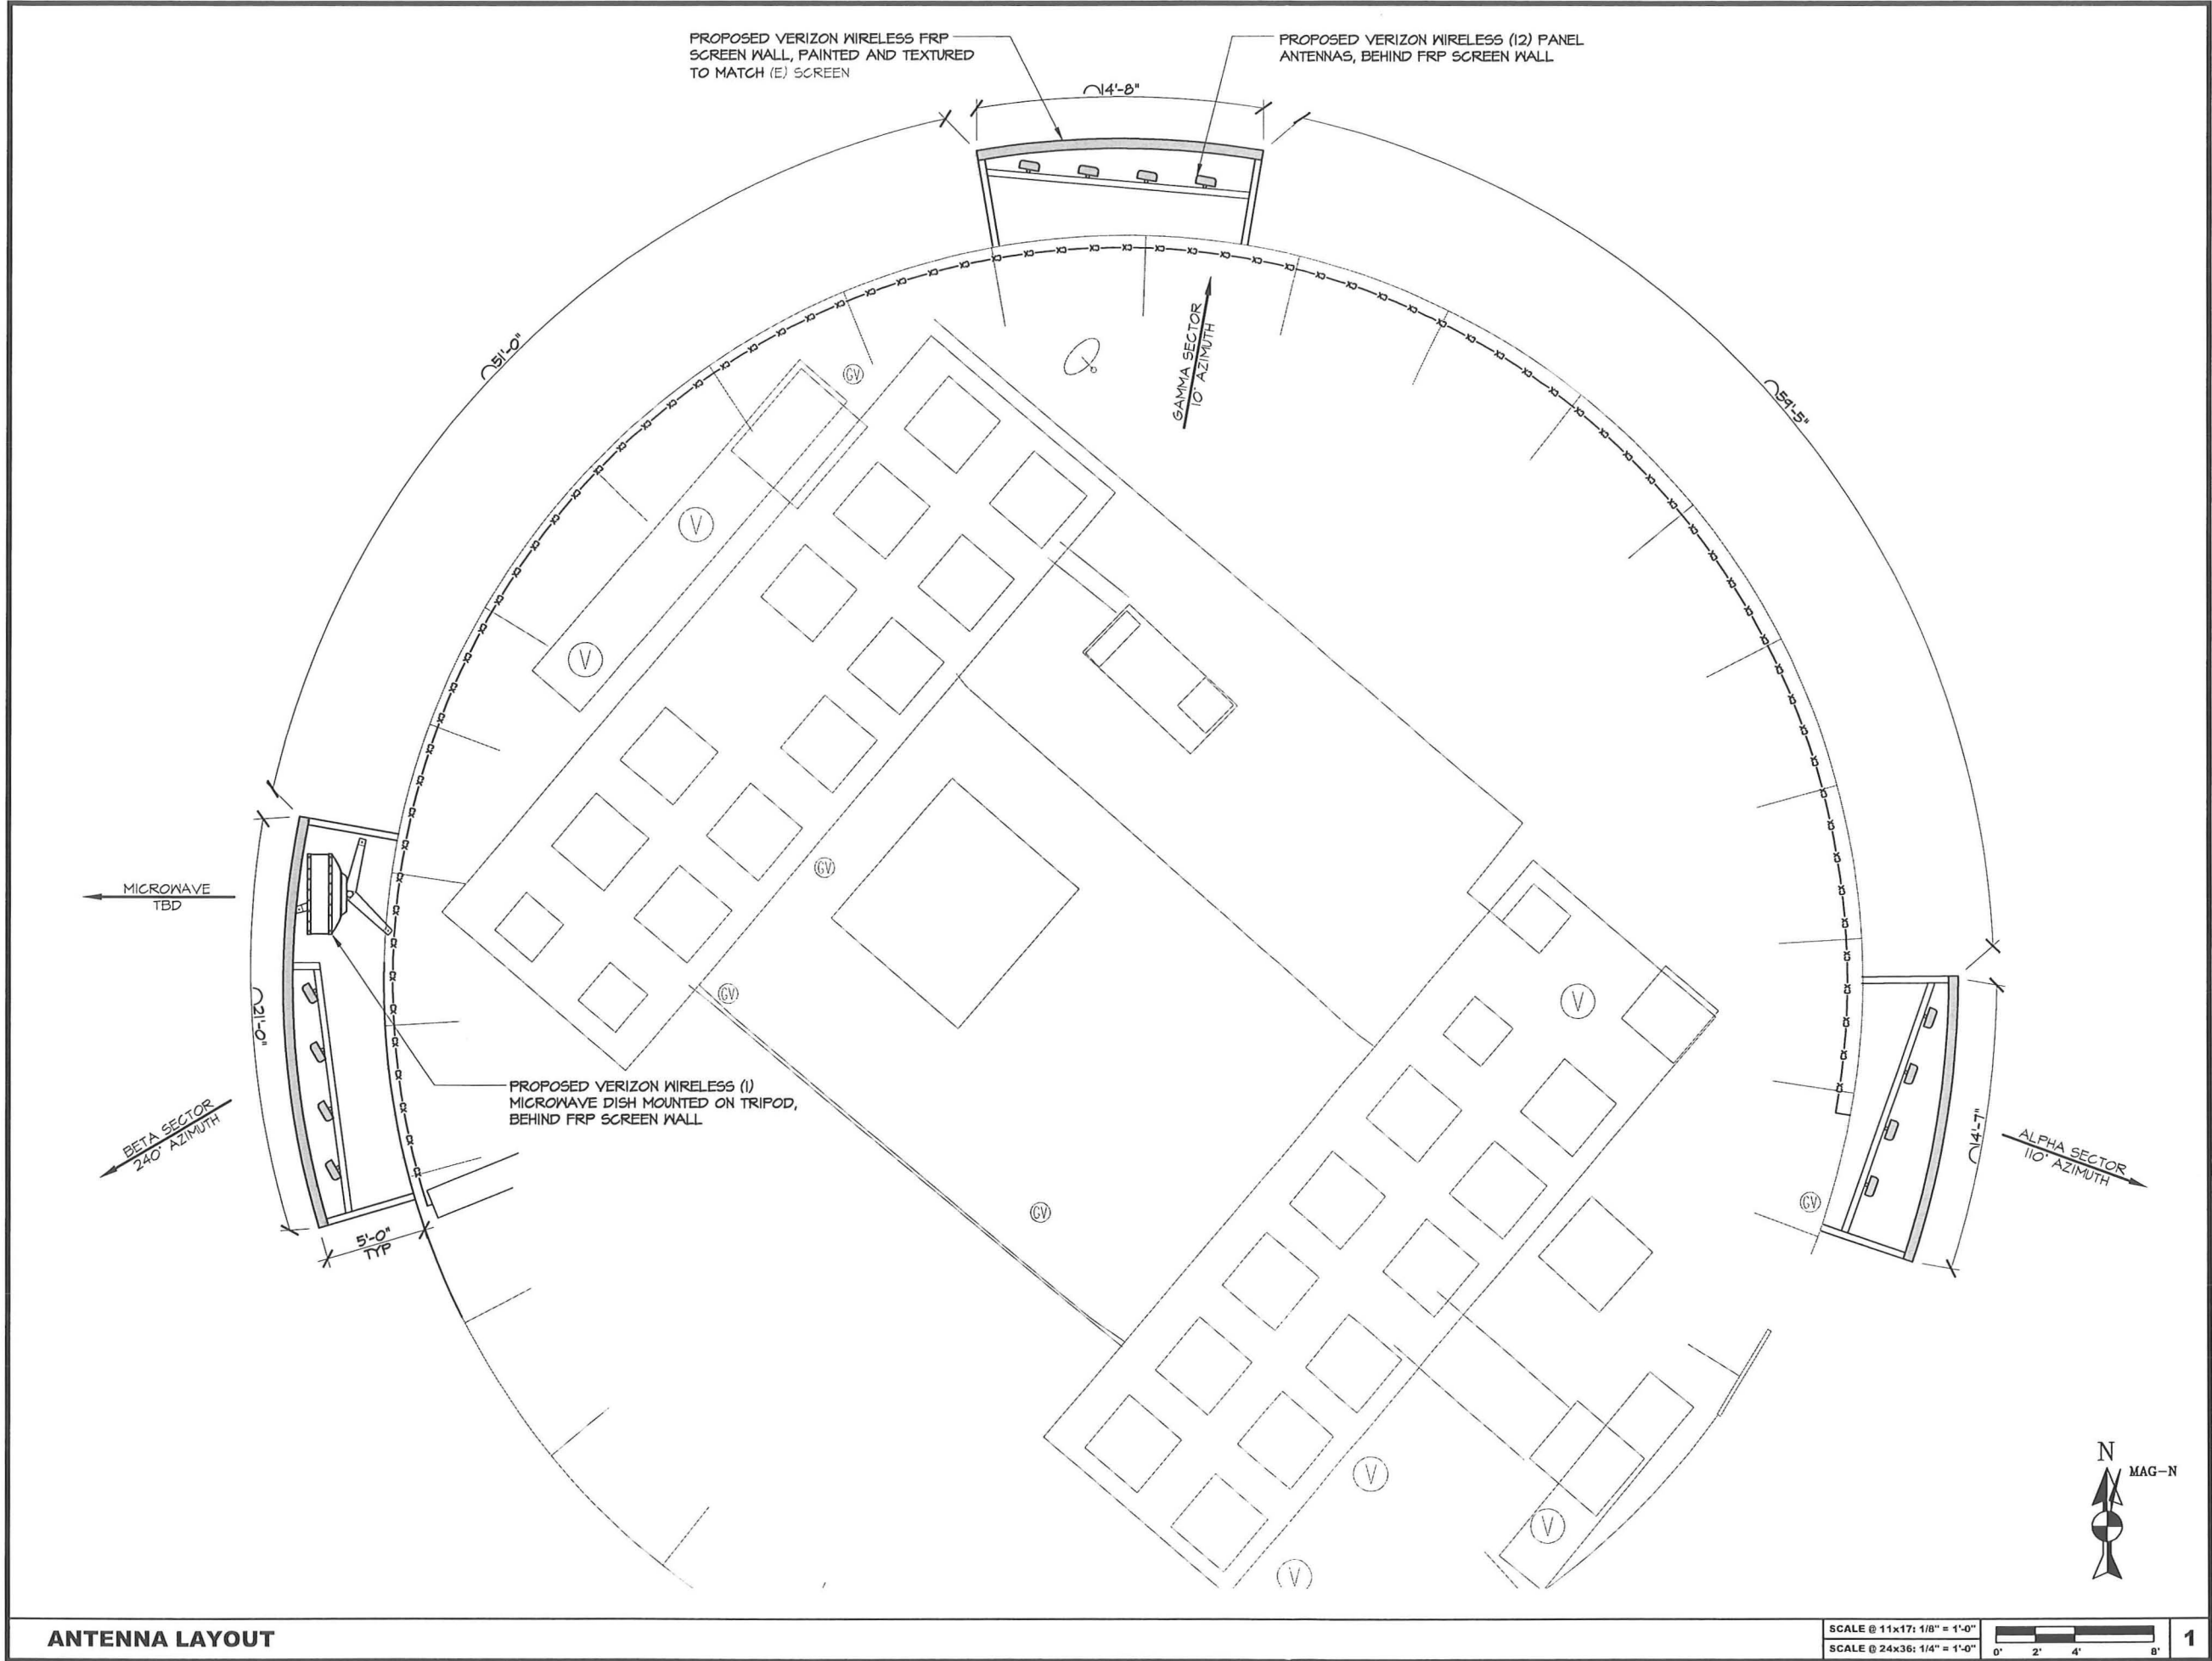 PROPOSED VERIZON WIRELESS FRP
SCREEN WALL, PAINTED AND TEXTURED
TO MATCH (E) SCREEN
PROPOSED VERIZON WIRELESS (12) PANEL
ANTENNAS, BEHIND FRP SCREEN WALL
14'-8"
51'-0"
59'-5"
GAMMA SECTOR
10° AZIMUTH
GV
V
V
MICROWAVE
TBD
GV
GV
V
21'-0"
PROPOSED VERIZON WIRELESS (1)
MICROWAVE DISH MOUNTED ON TRIPOD,
BEHIND FRP SCREEN WALL
BETA SECTOR
240° AZIMUTH
5'-0"
TYP
14'-7"
ALPHA SECTOR
110° AZIMUTH
GV
GV
V
V
V
N
MAG-N
ANTENNA LAYOUT
SCALE @ 11x17: 1/8" = 1'-0"
SCALE @ 24x36: 1/4" = 1'-0"
0' 2' 4' 8'
1